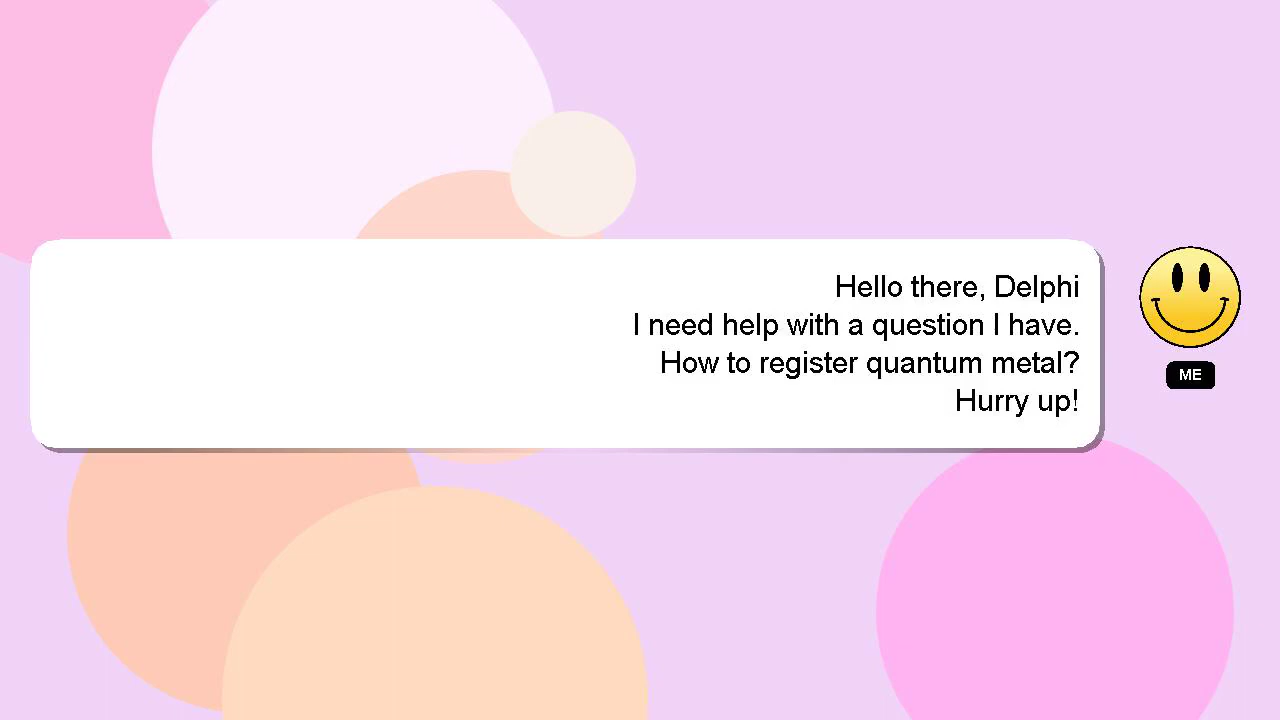 Hello there, Delphi
I need help with a question I have.
How to register quantum metal?
Hurry up!
ME